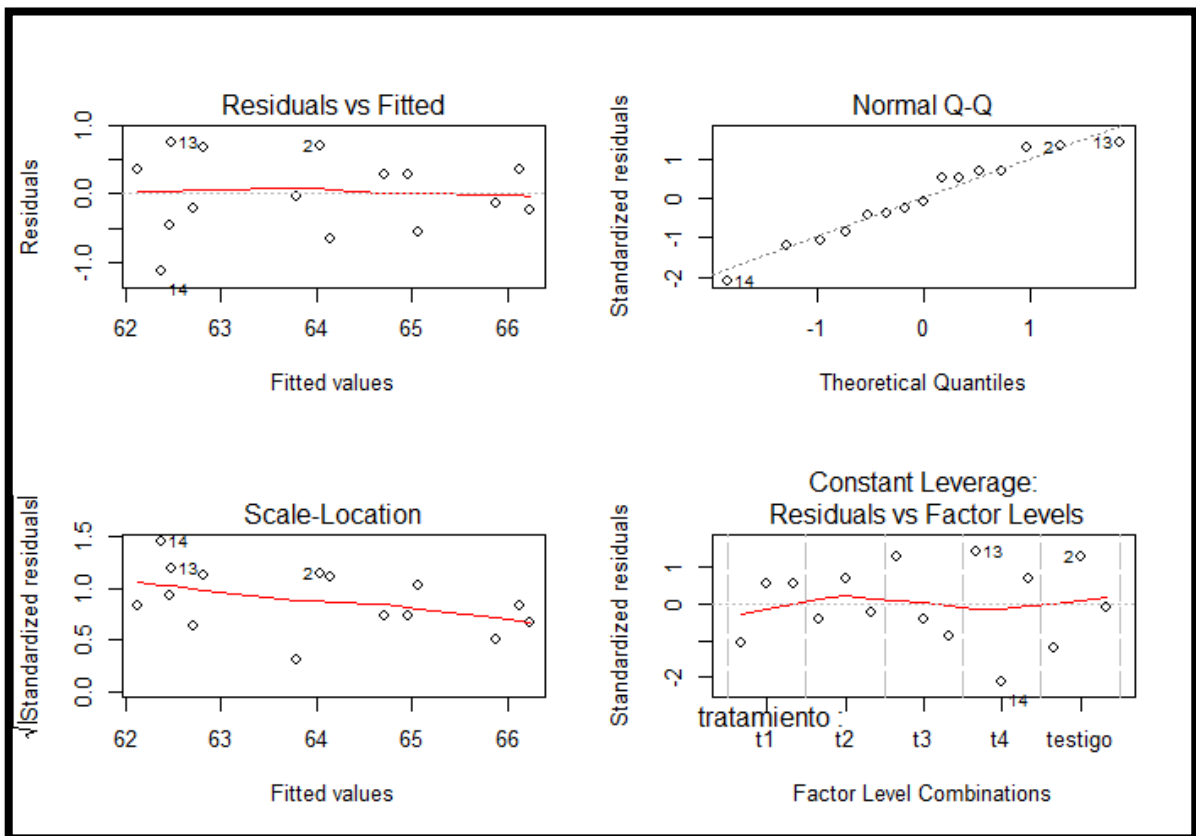 Residuals vs Fitted
Residuals
1.0
0.0
-1.0
13
2
14
62 63 64 65 66
Fitted values
Normal Q-Q
Standardized residuals
1
0
-1
-2
2
13
14
-1 0 1
Theoretical Quantiles
Scale-Location
√|Standardized residuals|
1.5
1.0
0.5
0.0
14
13
2
62 63 64 65 66
Fitted values
Constant Leverage:
Residuals vs Factor Levels
Standardized residuals
1
0
-2
13
2
14
tratamiento :
t1 t2 t3 t4 testigo
Factor Level Combinations